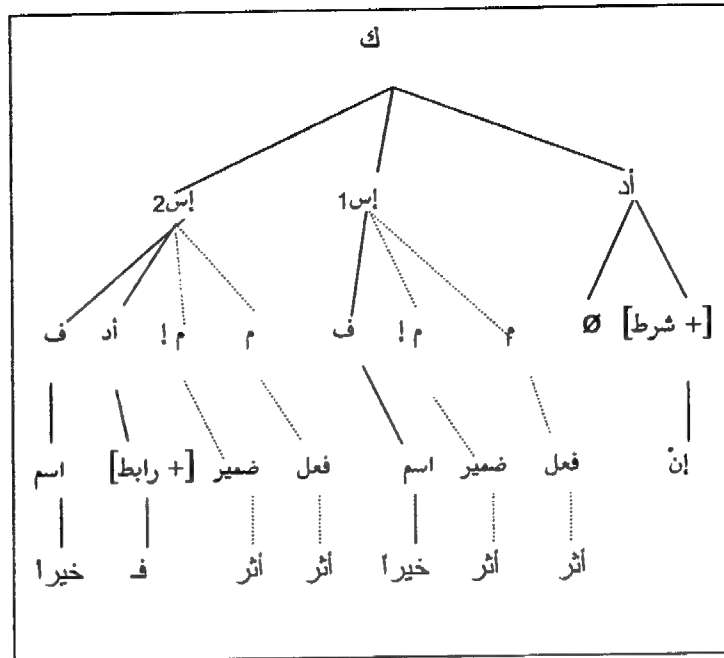 ك
أد إس1 إس2
[+ شرط] Ø م م ! ف م م ! أد ف
إنْ فعل ضمير اسم فعل ضمير [+ رابط] اسم
أثر أثر خيرا أثر أثر فـ خيرا